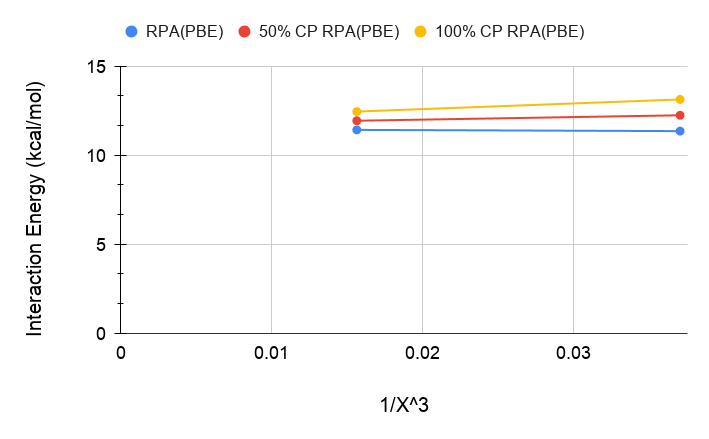 RPA(PBE) 50% CP RPA(PBE) 100% CP RPA(PBE)
Interaction Energy (kcal/mol)
15
10
5
0
0 0.01 0.02 0.03
1/X^3